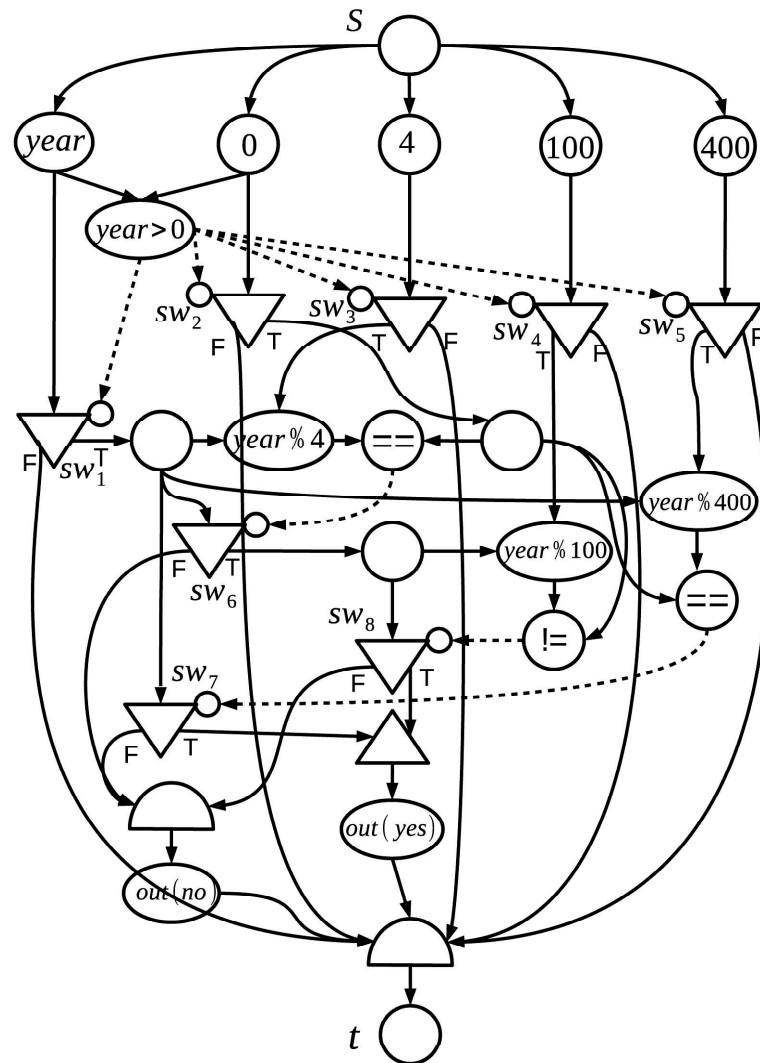 S
year 0 4 100 400
year>0
sw2 sw3 sw4 sw5
F T T F T F T F
year%4 == 
F sw1 T
year%400
F T year%100
sw6 ==
sw8 !=
F T
sw7
F T
out(yes)
out(no)
t